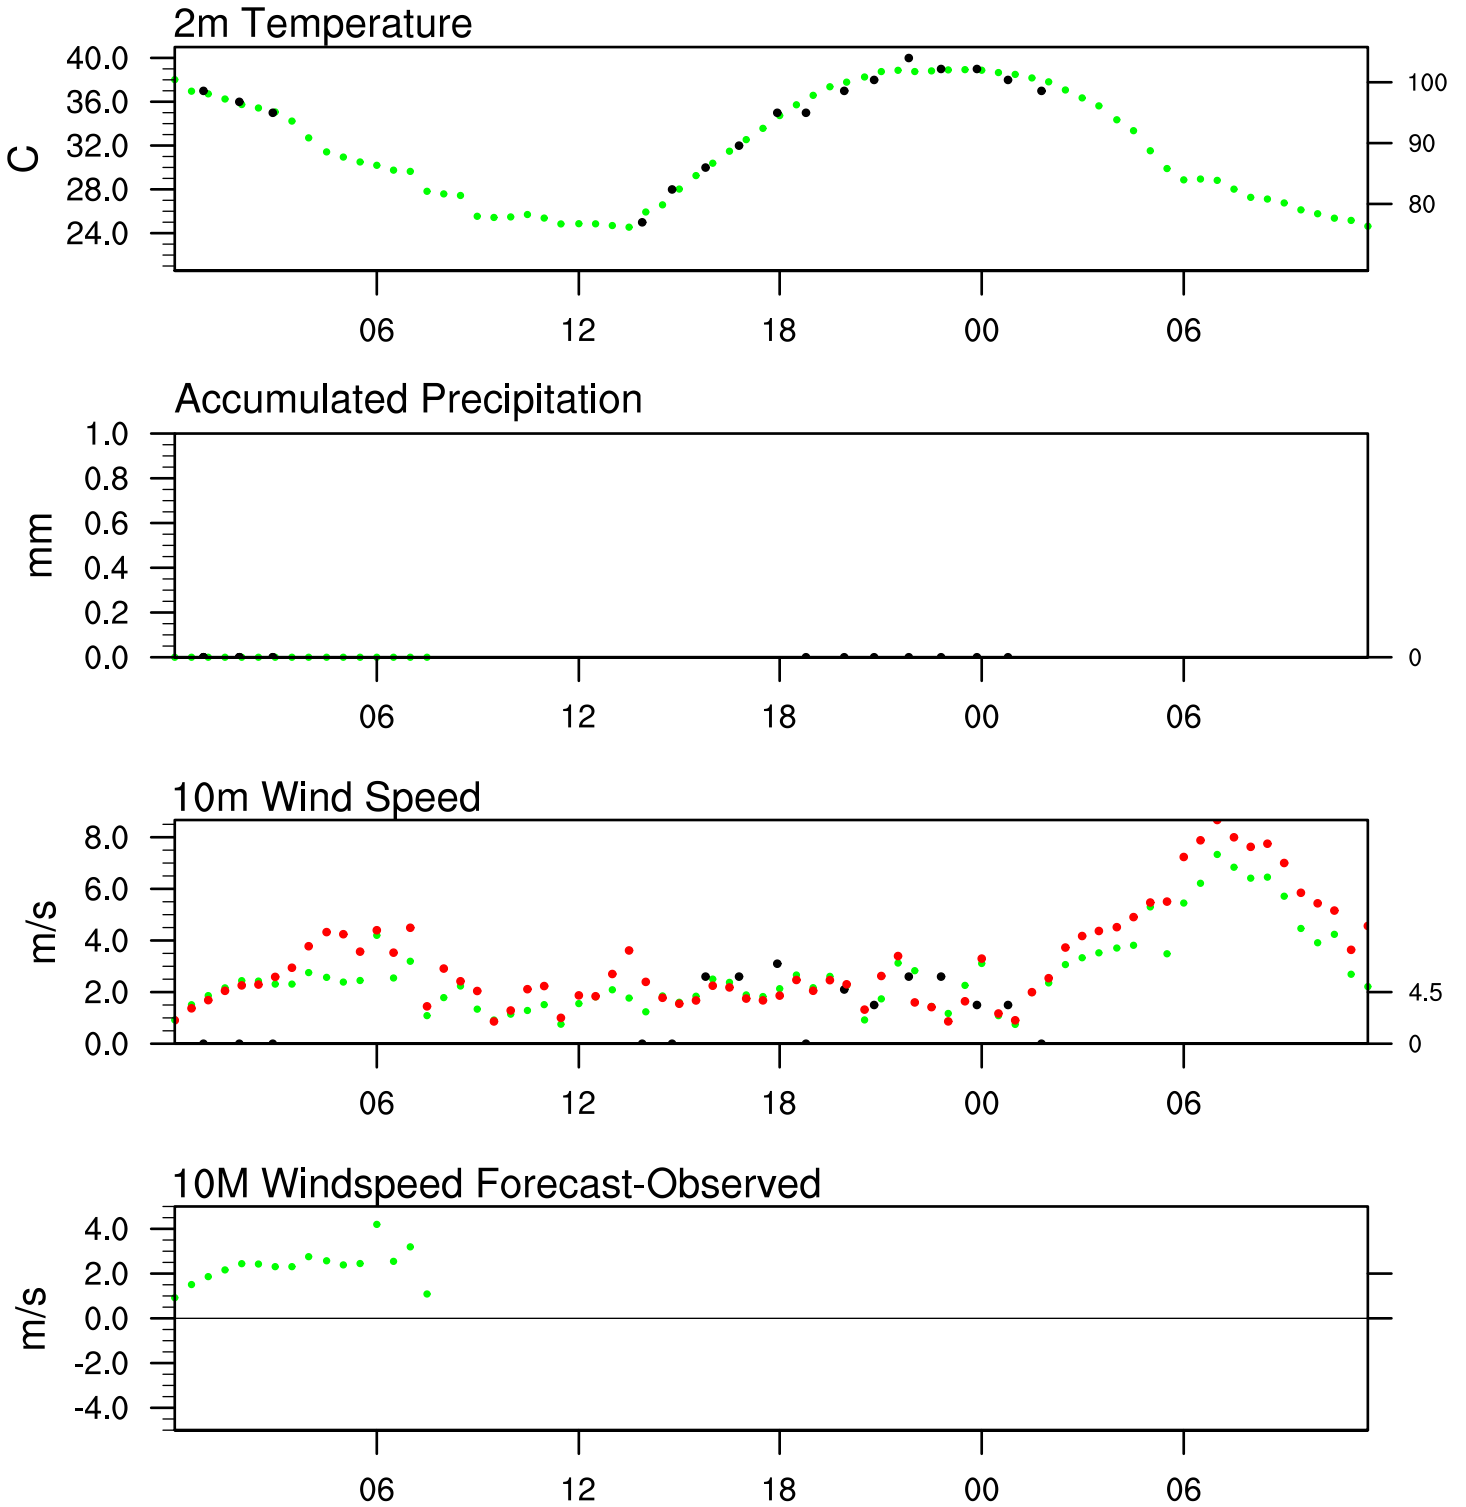 2m Temperature
40.0
36.0
32.0
28.0
24.0
C
100
90
80
06 12 18 00 06
Accumulated Precipitation
1.0
0.8
0.6
0.4
0.2
0.0
mm
0
06 12 18 00 06
10m Wind Speed
8.0
6.0
4.0
2.0
0.0
m/s
4.5
0
06 12 18 00 06
10M Windspeed Forecast-Observed
4.0
2.0
0.0
-2.0
-4.0
m/s
06 12 18 00 06